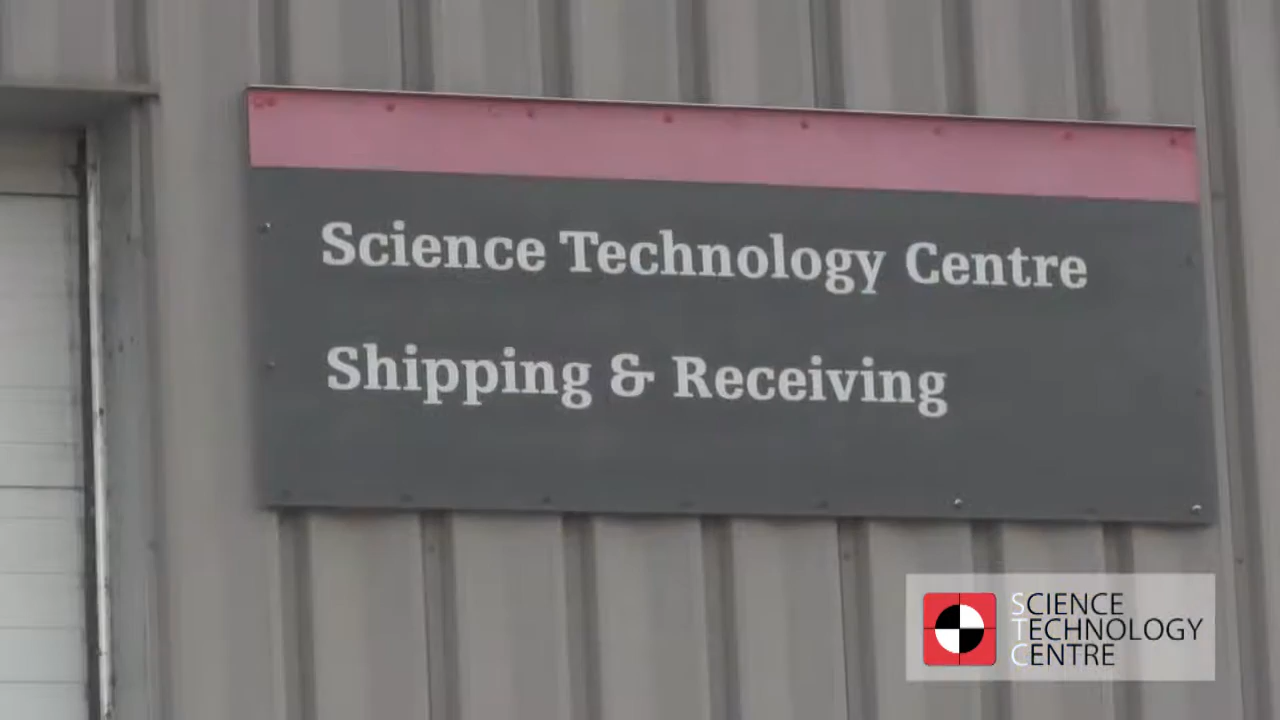 Science Technology Centre
Shipping & Receiving
SCIENCE
TECHNOLOGY
CENTRE